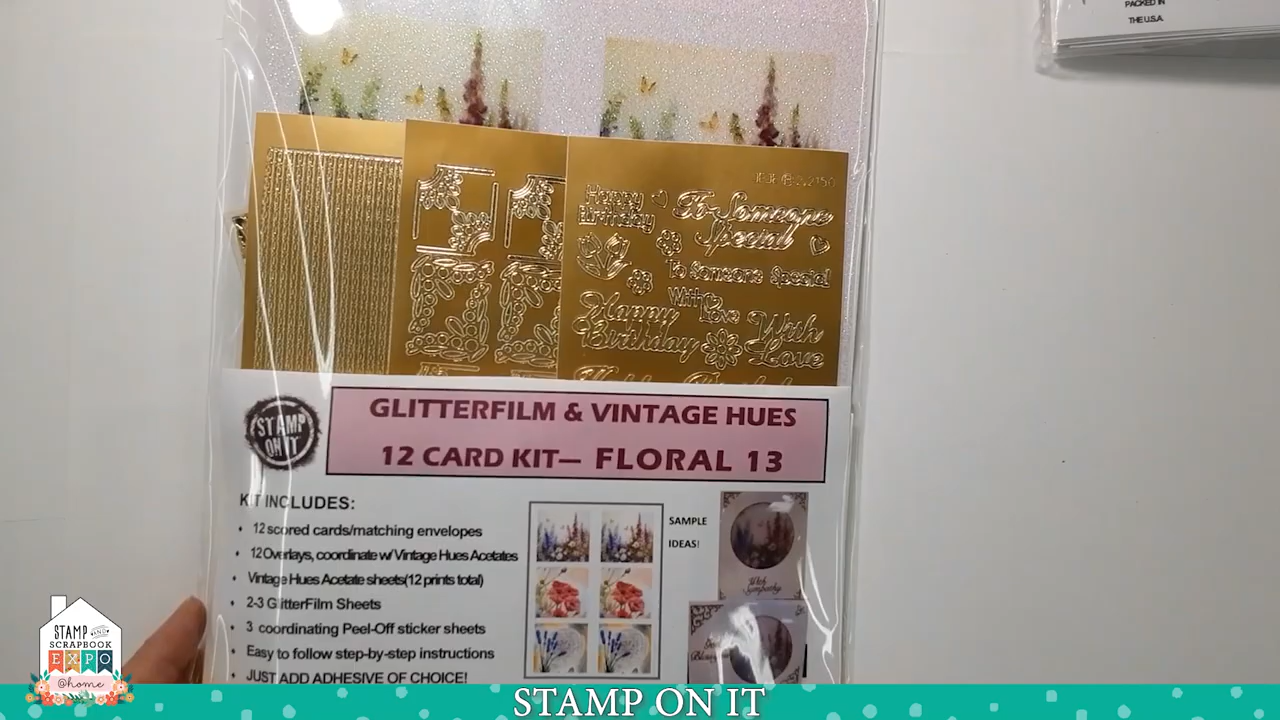 PACKED IN
THE U.S.A.
Happy
Birthday
To Someone
Special
To Someone Special
With
Love
Happy
Birthday
With
Love
STAMP
ON IT
GLITTERFILM & VINTAGE HUES
12 CARD KIT— FLORAL 13
KIT INCLUDES:
• 12 scored cards/matching envelopes
• 12 Overlays, coordinate w/ Vintage Hues Acetates
• Vintage Hues Acetate sheets(12 prints total)
• 2-3 GlitterFilm Sheets
• 3 coordinating Peel-Off sticker sheets
• Easy to follow step-by-step instructions
• JUST ADD ADHESIVE OF CHOICE!
SAMPLE
IDEAS!
With
Sympathy
STAMP AND
SCRAPBOOK
EXPO
@home
STAMP ON IT